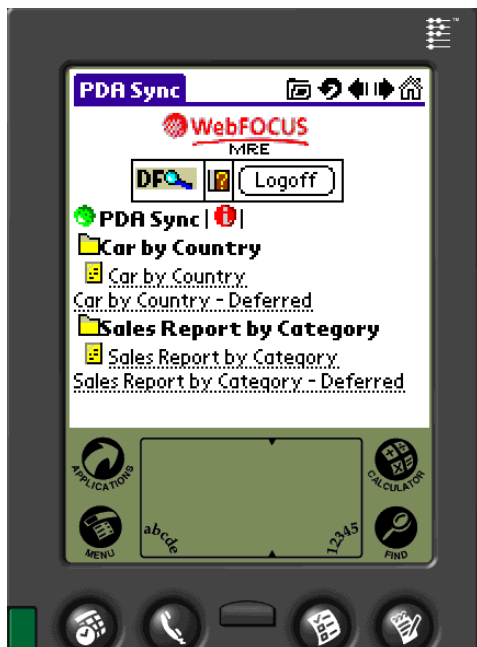 ™
PDA Sync
WebFOCUS
MRE
DF Logoff
PDA Sync | i |
Car by Country
Car by Country
Car by Country - Deferred
Sales Report by Category
Sales Report by Category
Sales Report by Category - Deferred
APPLICATIONS
CALCULATOR
MENU
abcde
12345
FIND